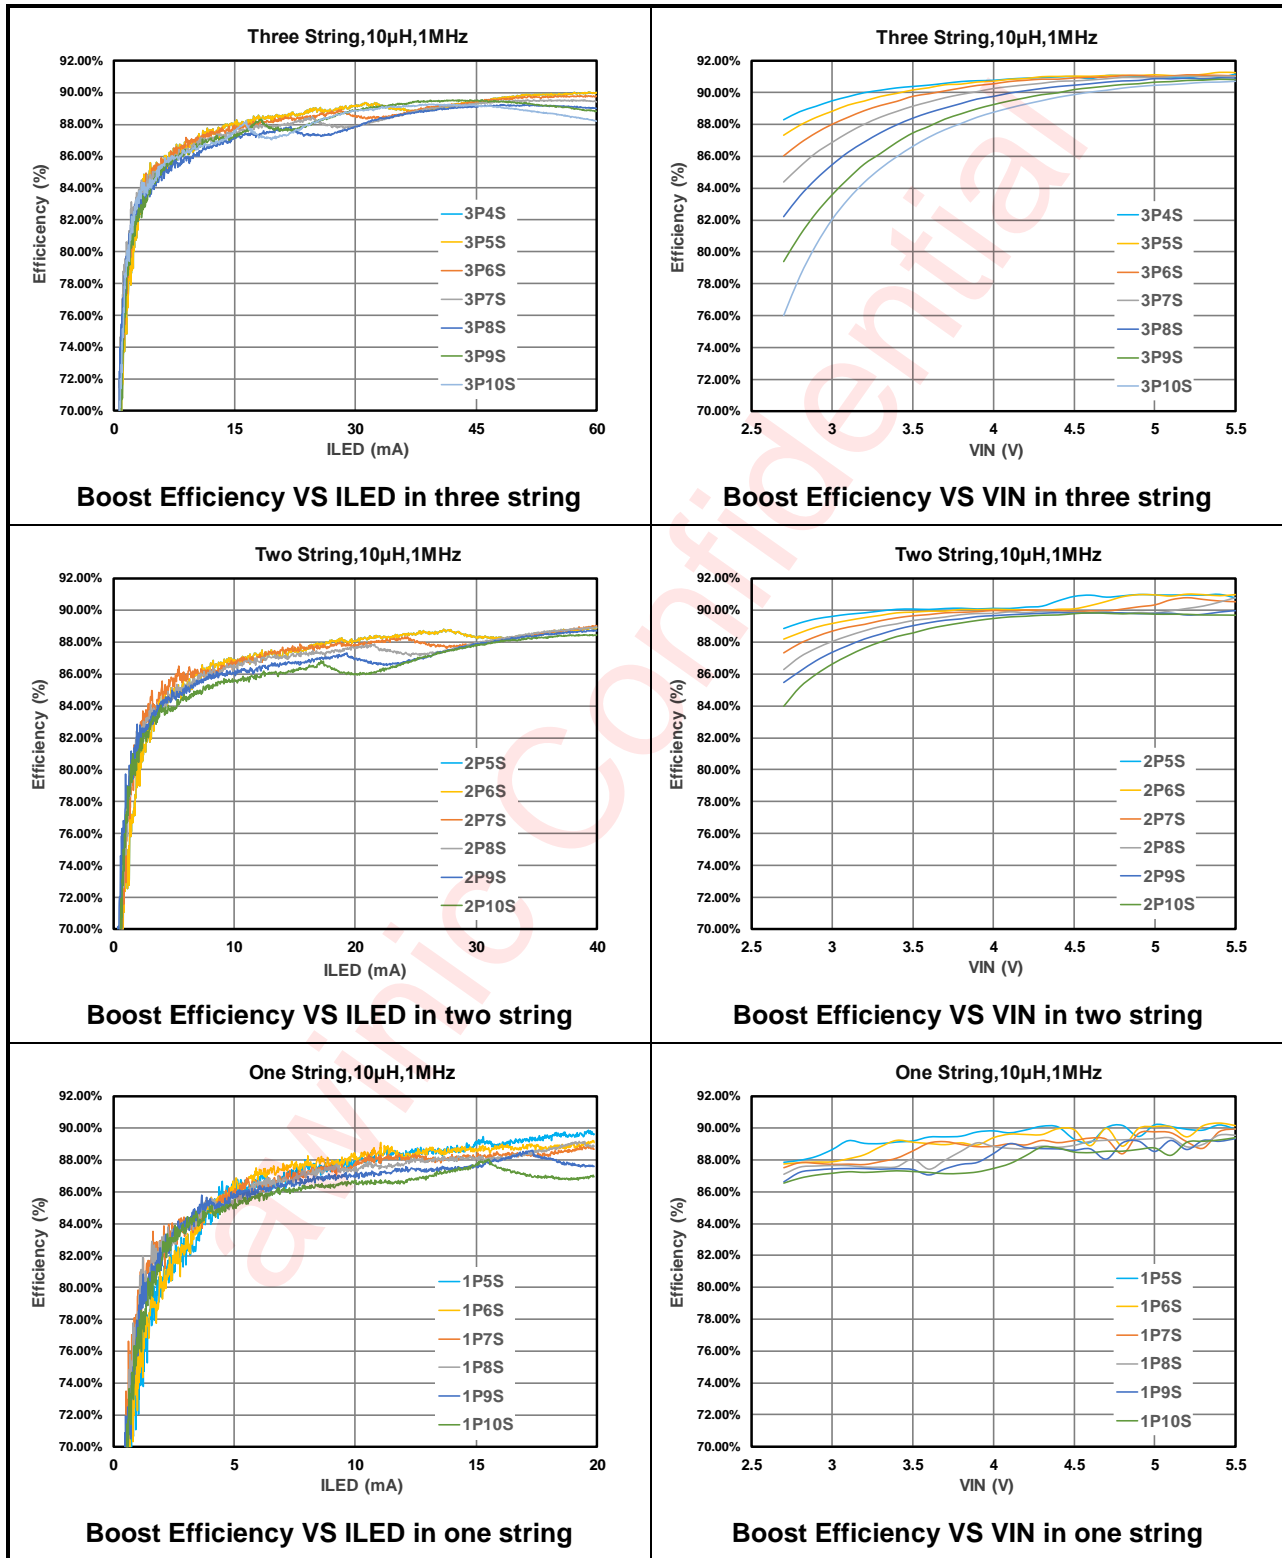 Three String,10µH,1MHz
92.00%
90.00%
88.00%
86.00%
84.00%
82.00%
80.00%
78.00%
76.00%
74.00%
72.00%
70.00%
Efficicency (%)
3P4S
3P5S
3P6S
3P7S
3P8S
3P9S
3P10S
0 15 30 45 60
ILED (mA)
Boost Efficiency VS ILED in three string
Three String,10µH,1MHz
92.00%
90.00%
88.00%
86.00%
84.00%
82.00%
80.00%
78.00%
76.00%
74.00%
72.00%
70.00%
Efficiency (%)
3P4S
3P5S
3P6S
3P7S
3P8S
3P9S
3P10S
2.5 3 3.5 4 4.5 5 5.5
VIN (V)
Boost Efficiency VS VIN in three string
Two String,10µH,1MHz
92.00%
90.00%
88.00%
86.00%
84.00%
82.00%
80.00%
78.00%
76.00%
74.00%
72.00%
70.00%
Efficiency (%)
2P5S
2P6S
2P7S
2P8S
2P9S
2P10S
0 10 20 30 40
ILED (mA)
Boost Efficiency VS ILED in two string
Two String,10µH,1MHz
92.00%
90.00%
88.00%
86.00%
84.00%
82.00%
80.00%
78.00%
76.00%
74.00%
72.00%
70.00%
Efficiency (%)
2P5S
2P6S
2P7S
2P8S
2P9S
2P10S
2.5 3 3.5 4 4.5 5 5.5
VIN (V)
Boost Efficiency VS VIN in two string
One String,10µH,1MHz
92.00%
90.00%
88.00%
86.00%
84.00%
82.00%
80.00%
78.00%
76.00%
74.00%
72.00%
70.00%
Efficiency (%)
1P5S
1P6S
1P7S
1P8S
1P9S
1P10S
0 5 10 15 20
ILED (mA)
Boost Efficiency VS ILED in one string
One String,10µH,1MHz
92.00%
90.00%
88.00%
86.00%
84.00%
82.00%
80.00%
78.00%
76.00%
74.00%
72.00%
70.00%
Efficiency (%)
1P5S
1P6S
1P7S
1P8S
1P9S
1P10S
2.5 3 3.5 4 4.5 5 5.5
VIN (V)
Boost Efficiency VS VIN in one string
awinic Confidential